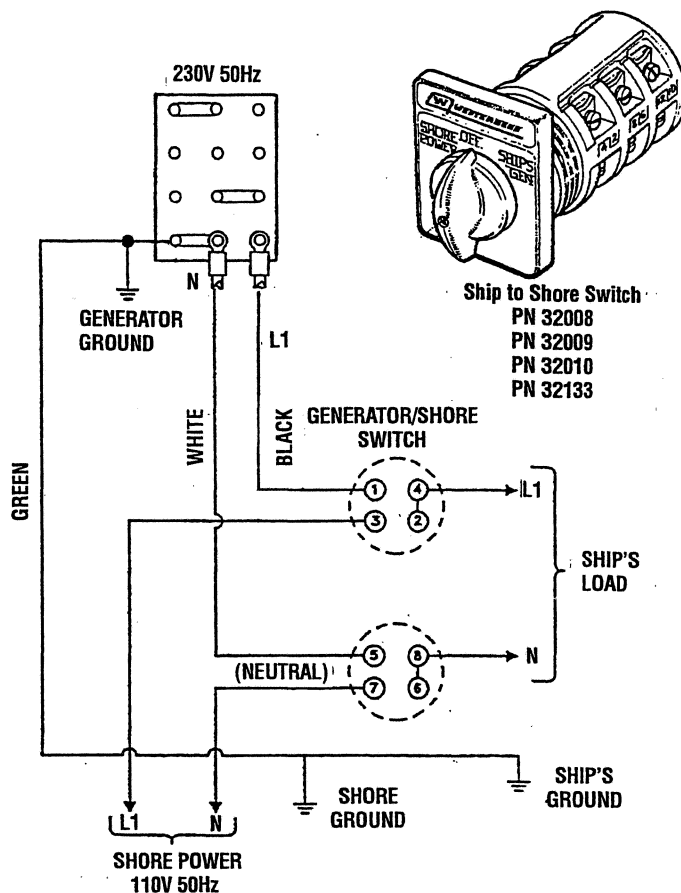 230V 50Hz
WESTERBEKE
SHORE POWER
OFF
SHIPS GEN
Ship to Shore Switch
PN 32008
PN 32009
PN 32010
PN 32133
N
GENERATOR
GROUND
L1
GENERATOR/SHORE
SWITCH
GREEN
WHITE
BLACK
1
4
L1
3
2
SHIP'S
LOAD
5
8
N
(NEUTRAL)
7
6
SHIP'S
GROUND
SHORE
GROUND
L1
N
SHORE POWER
110V 50Hz